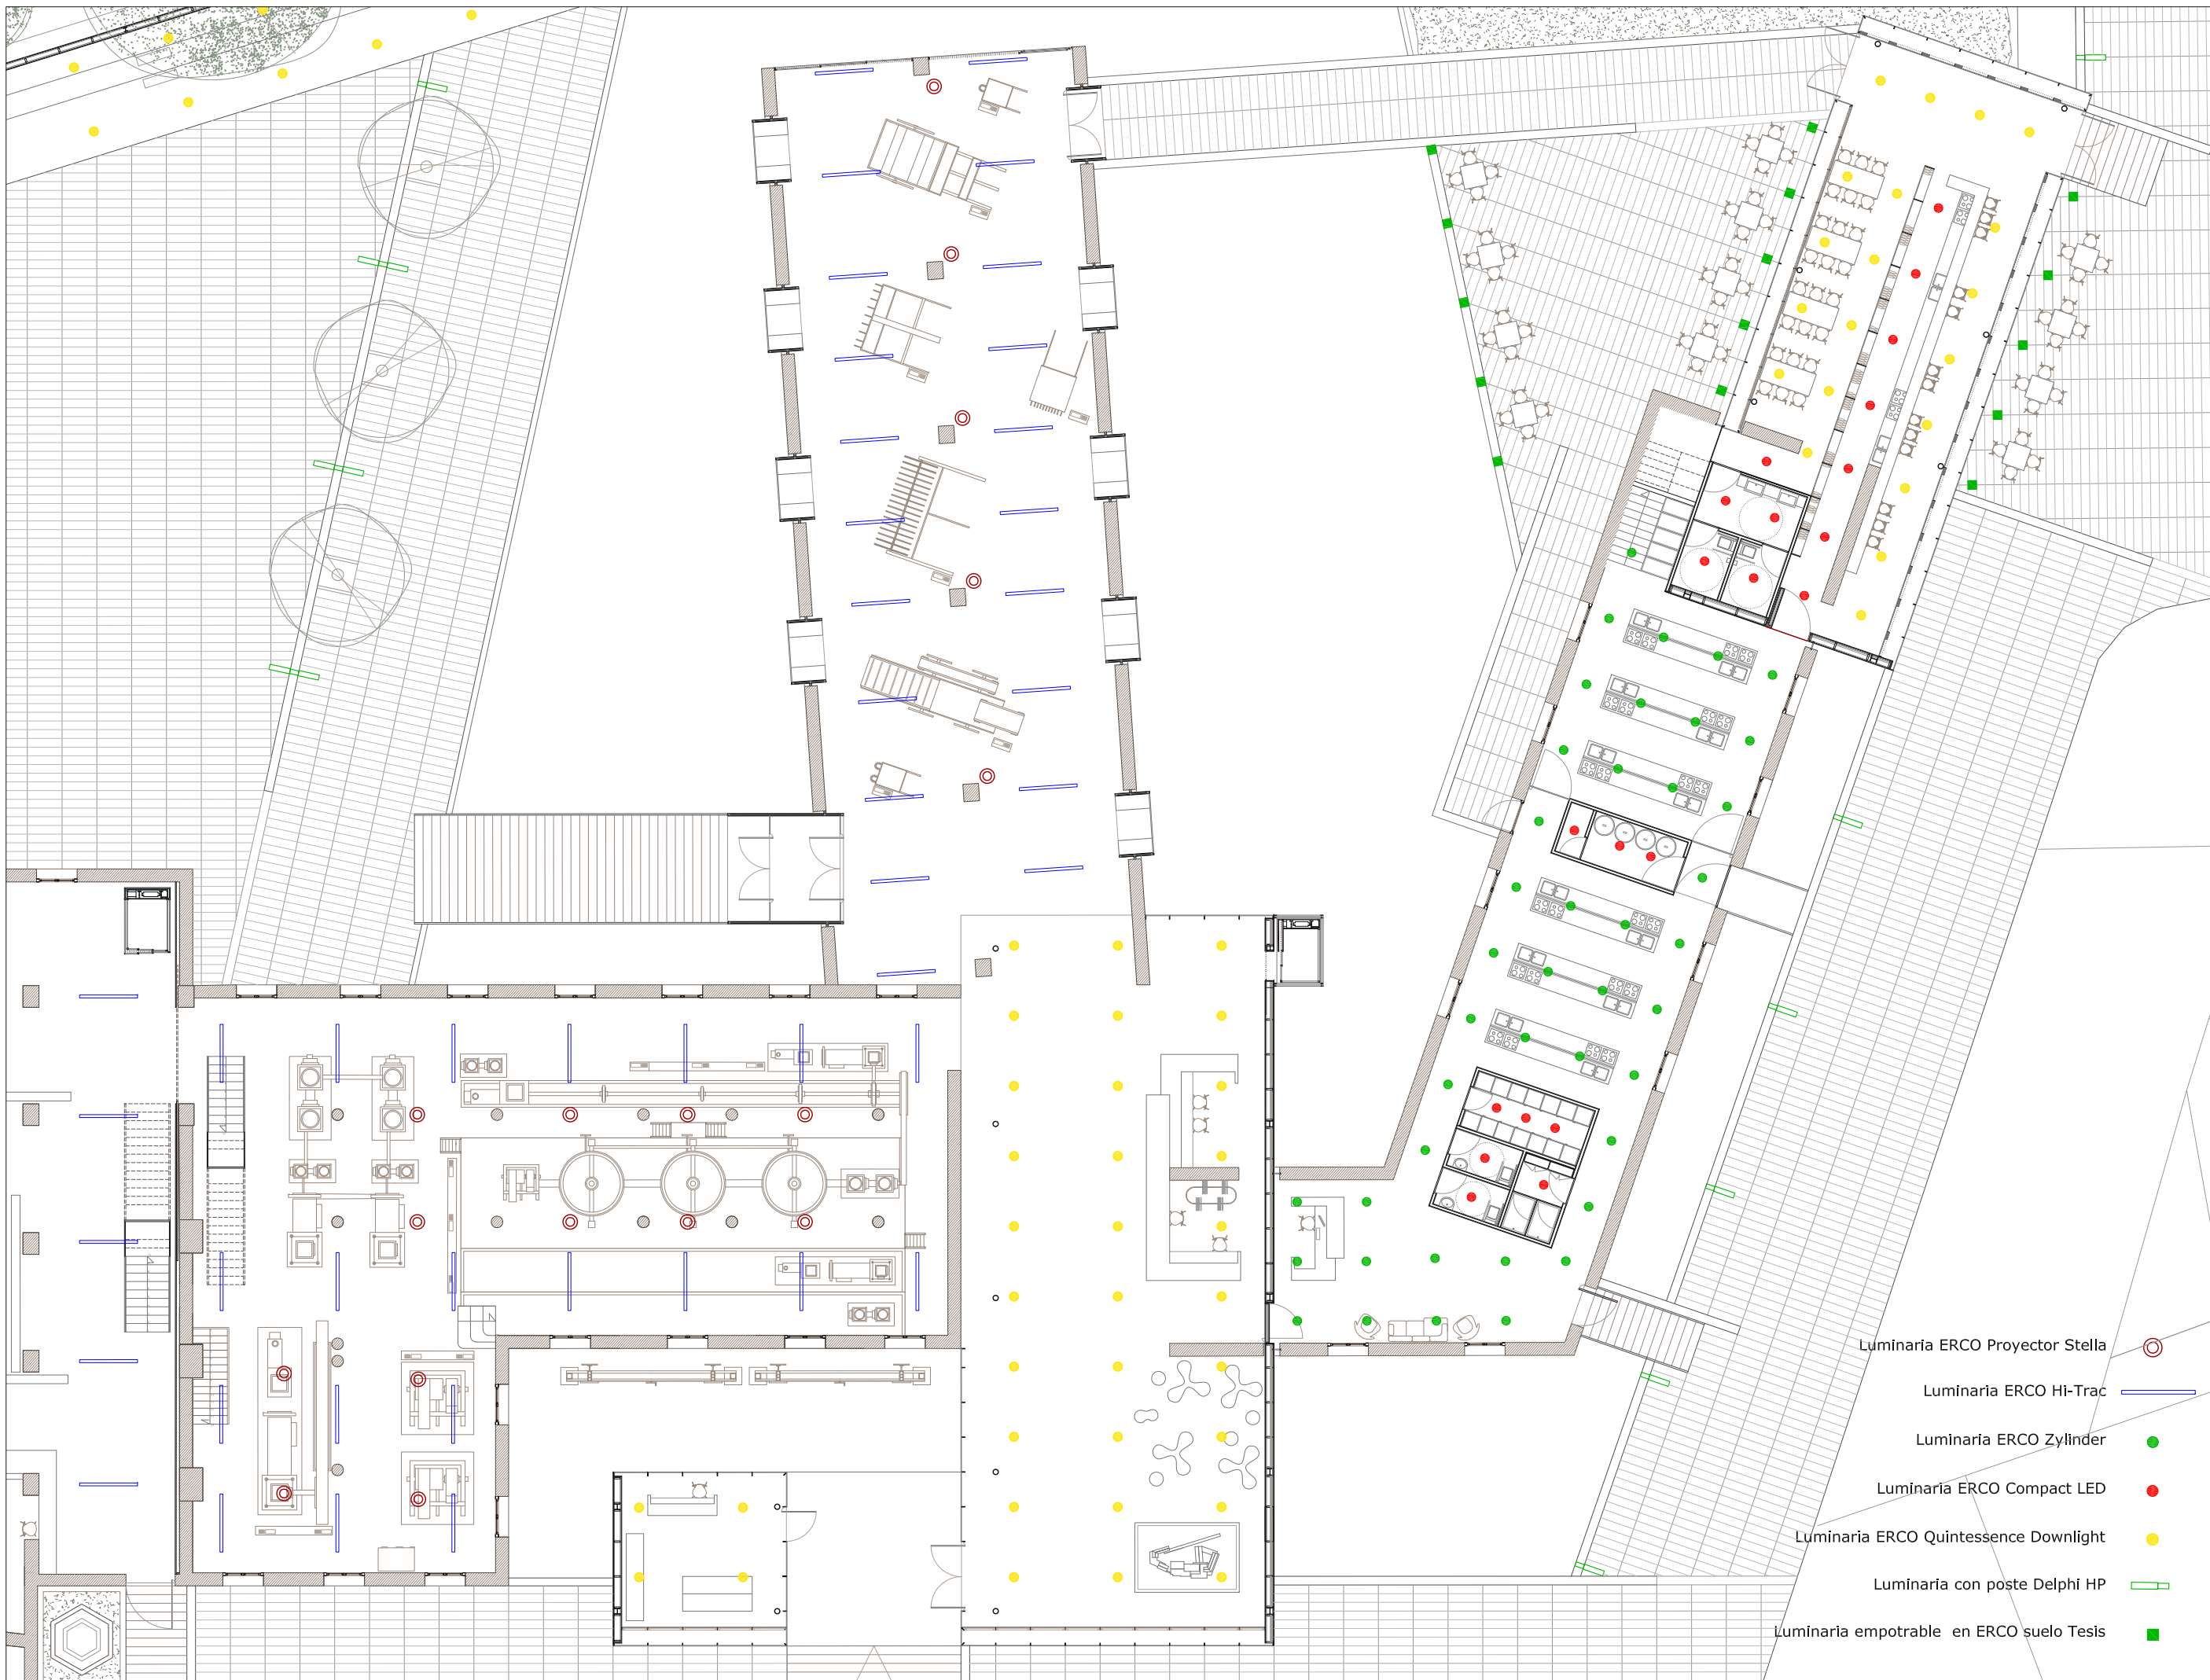 Luminaria ERCO Proyector Stella
Luminaria ERCO Hi-Trac
Luminaria ERCO Zylinder
Luminaria ERCO Compact LED
Luminaria ERCO Quintessence Downlight
Luminaria con poste Delphi HP
Luminaria empotrable en ERCO suelo Tesis